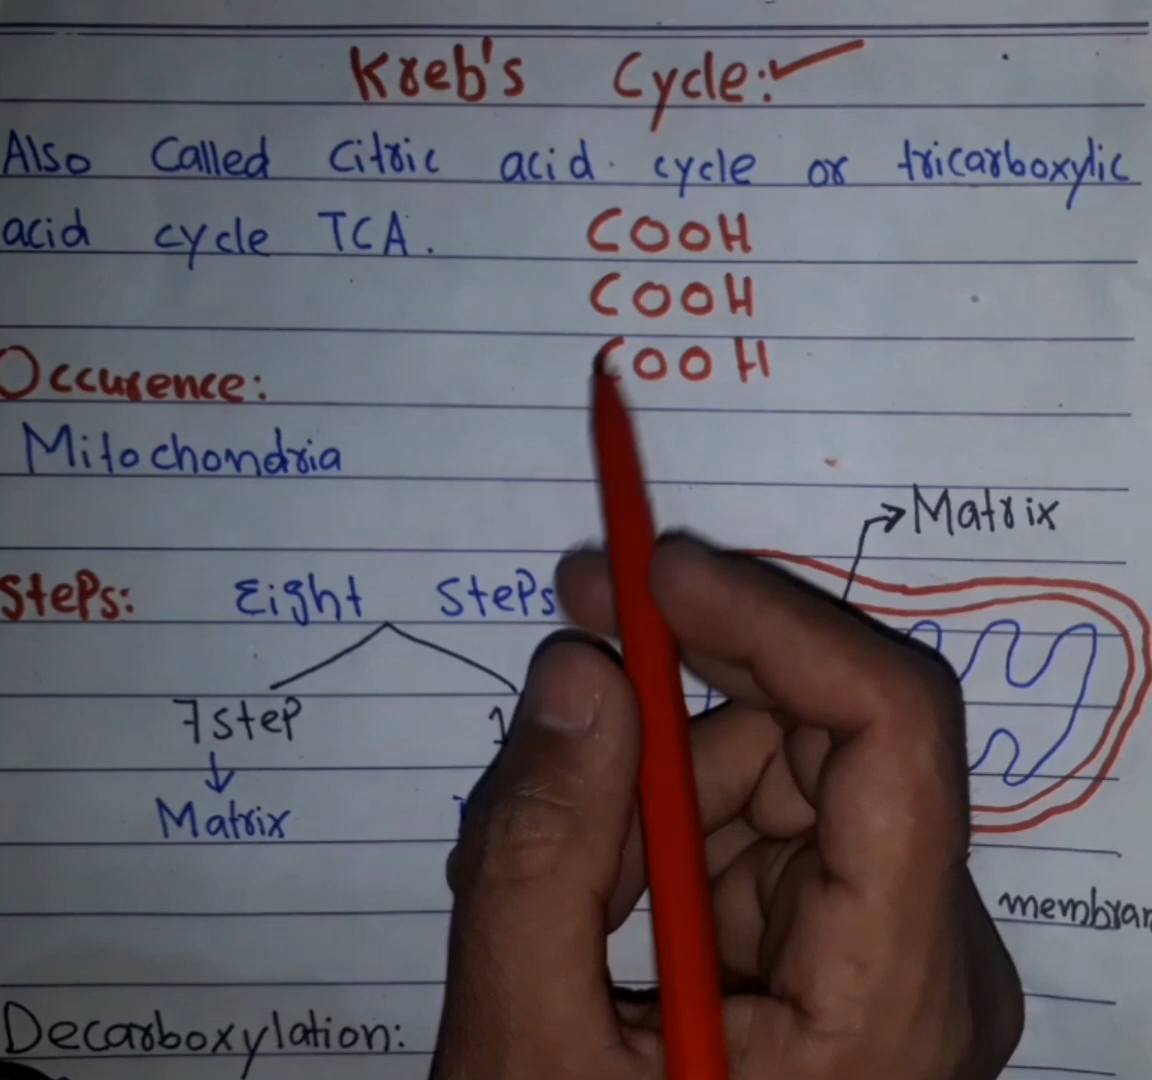 Kreb's Cycle:
Also Called Citric acid cycle or tricarboxylic
acid cycle TCA.
COOH
COOH
COOH
Occurence:
Mitochondria
Matrix
Steps: Eight Steps
7 step 1
Matrix
Decarboxylation: